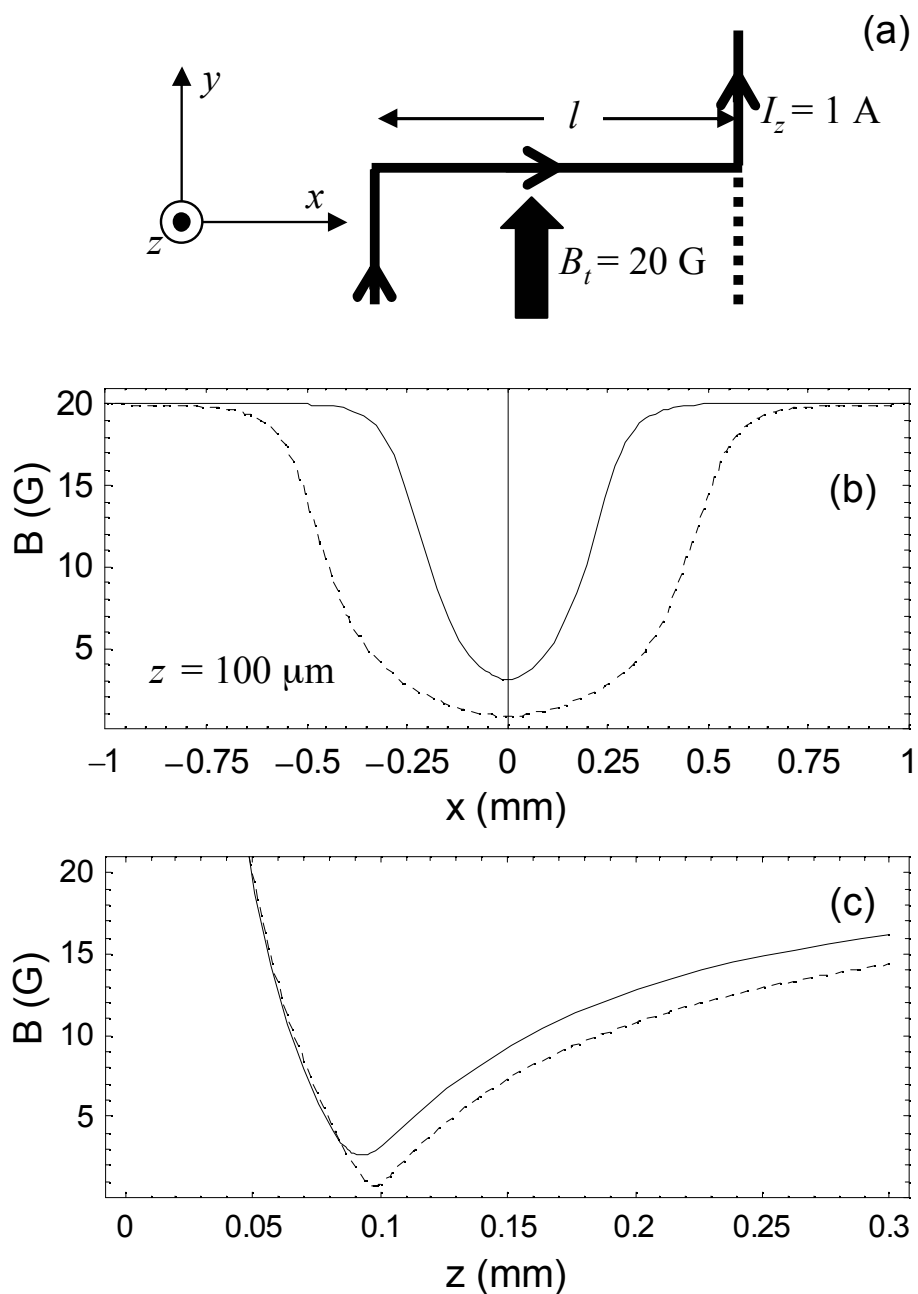 (a)
y
l
I_z = 1 A
x
z
B_t = 20 G
20
15
10
5
B (G)
(b)
z = 100 μm
−1 −0.75 −0.5 −0.25 0 0.25 0.5 0.75 1
x (mm)
20
15
10
5
B (G)
(c)
0 0.05 0.1 0.15 0.2 0.25 0.3
z (mm)